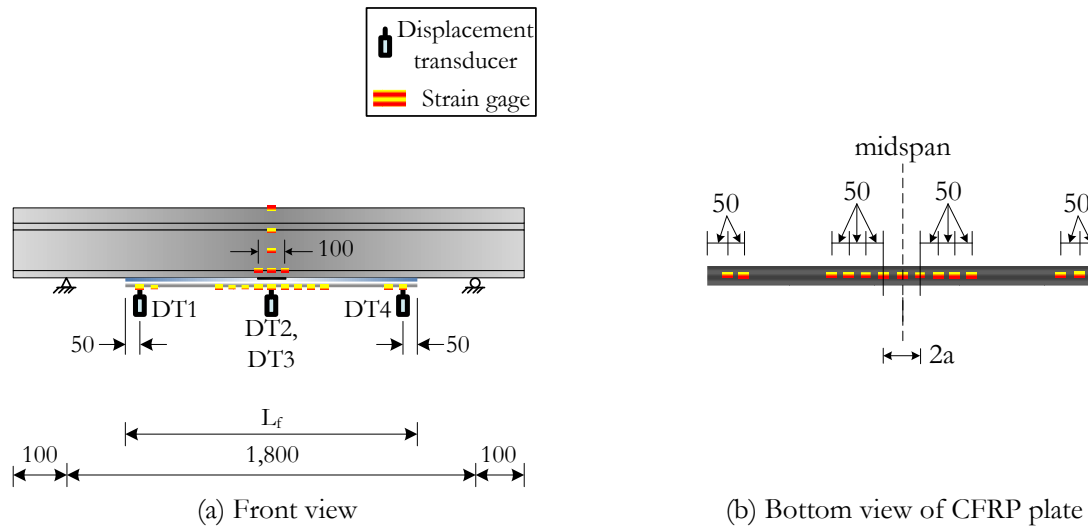 Displacement
transducer
Strain gage
100
DT1
DT2,
DT3
DT4
50
50
L_f
100
1,800
100
(a) Front view
midspan
50
50
50
50
2a
(b) Bottom view of CFRP plate